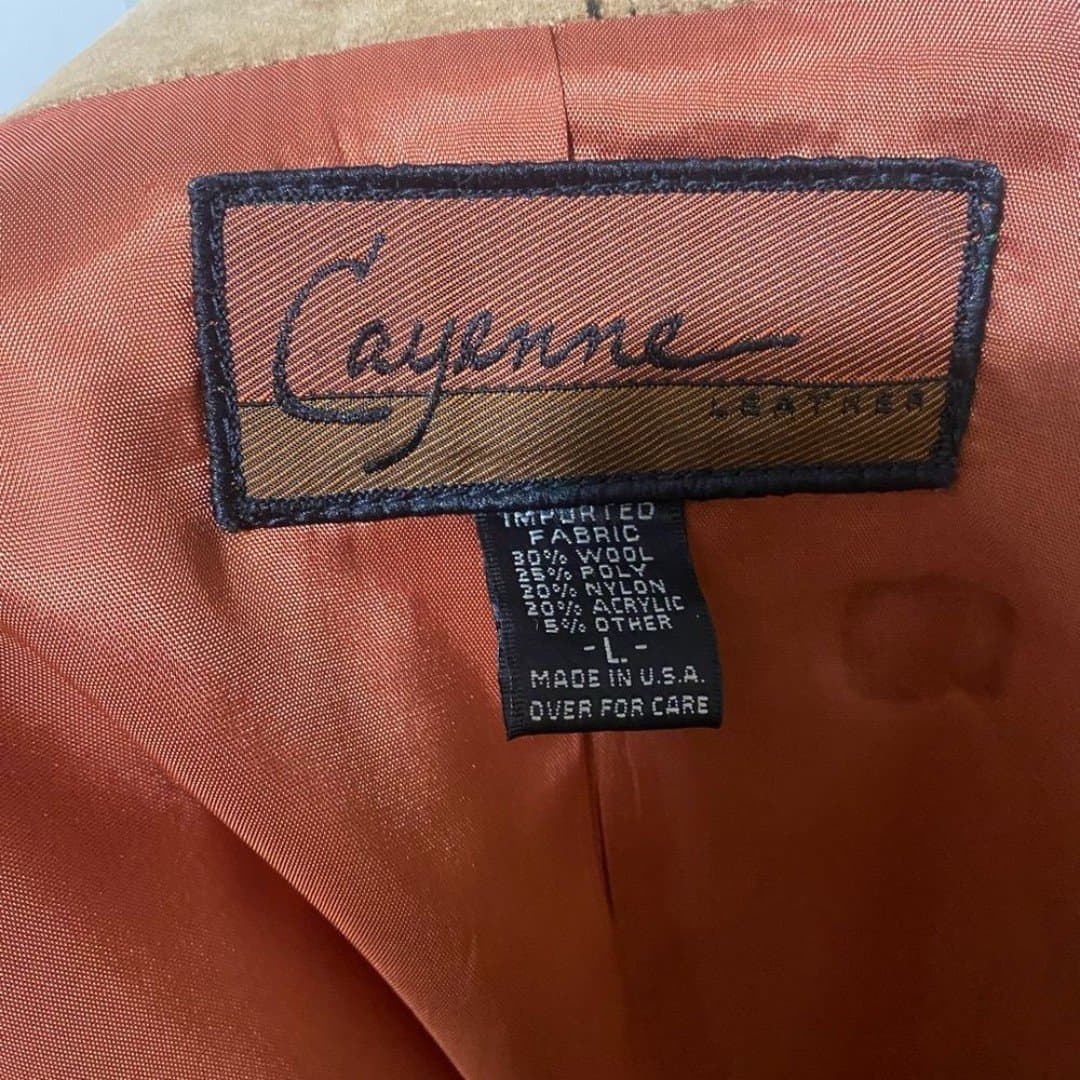 Cayenne
LEATHER
IMPORTED
FABRIC
30% WOOL
25% POLY
20% NYLON
20% ACRYLIC
5% OTHER
-L-
MADE IN U.S.A.
OVER FOR CARE